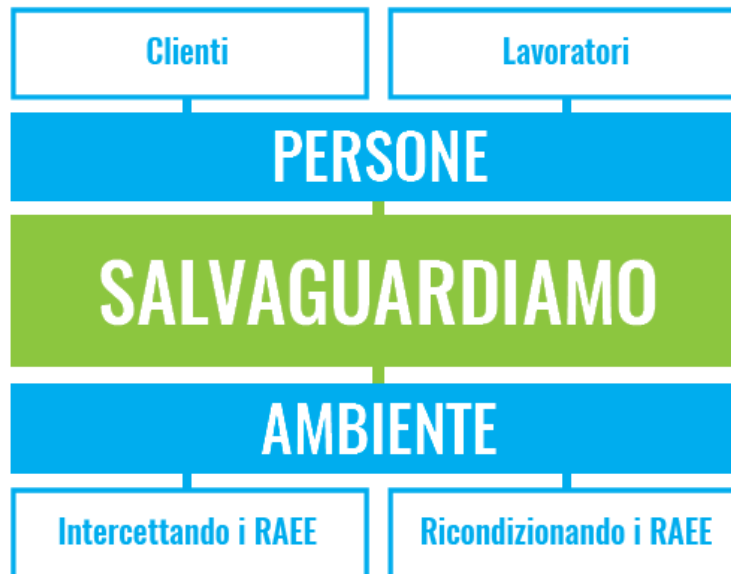 Clienti
Lavoratori
PERSONE
SALVAGUARDIAMO
AMBIENTE
Intercettando i RAEE
Ricondizionando i RAEE